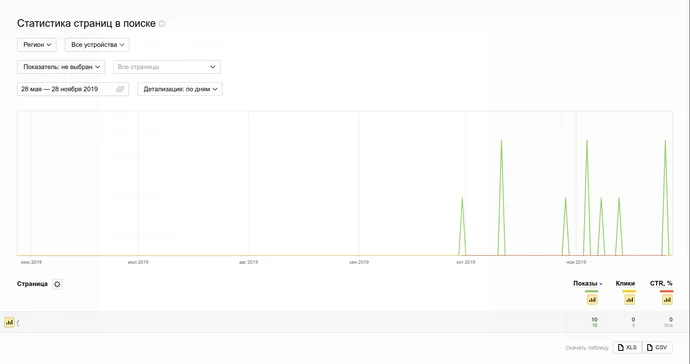 Статистика страниц в поиске
Регион Все устройства
Показатель: не выбран Все страницы
28 мая — 28 ноября 2019 Детализация: по дням
июн 2019 июл 2019 авг 2019 сен 2019 окт 2019 ноя 2019
Страница Показы Клики CTR, %
/ 10 0 0
10 0 N/a
Скачать таблицу XLS CSV